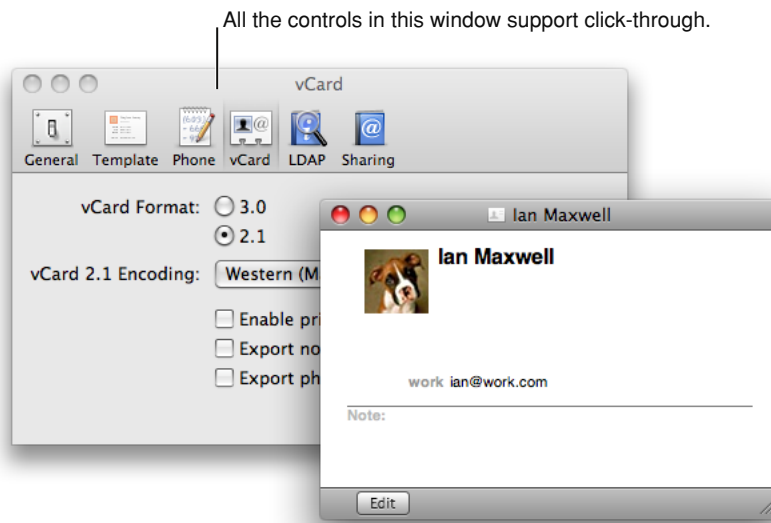 All the controls in this window support click-through.
vCard
General Template Phone vCard LDAP Sharing
vCard Format: 3.0
2.1
vCard 2.1 Encoding: Western (M
Enable pri
Export no
Export ph
Ian Maxwell
Ian Maxwell
work ian@work.com
Note:
Edit